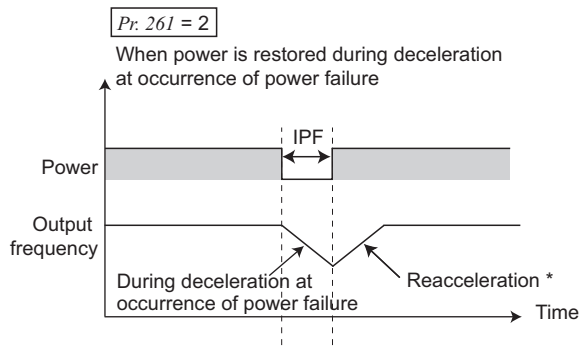 Pr. 261 = 2
When power is restored during deceleration
at occurrence of power failure
IPF
Power
Output
frequency
During deceleration at
occurrence of power failure
Reacceleration *
Time